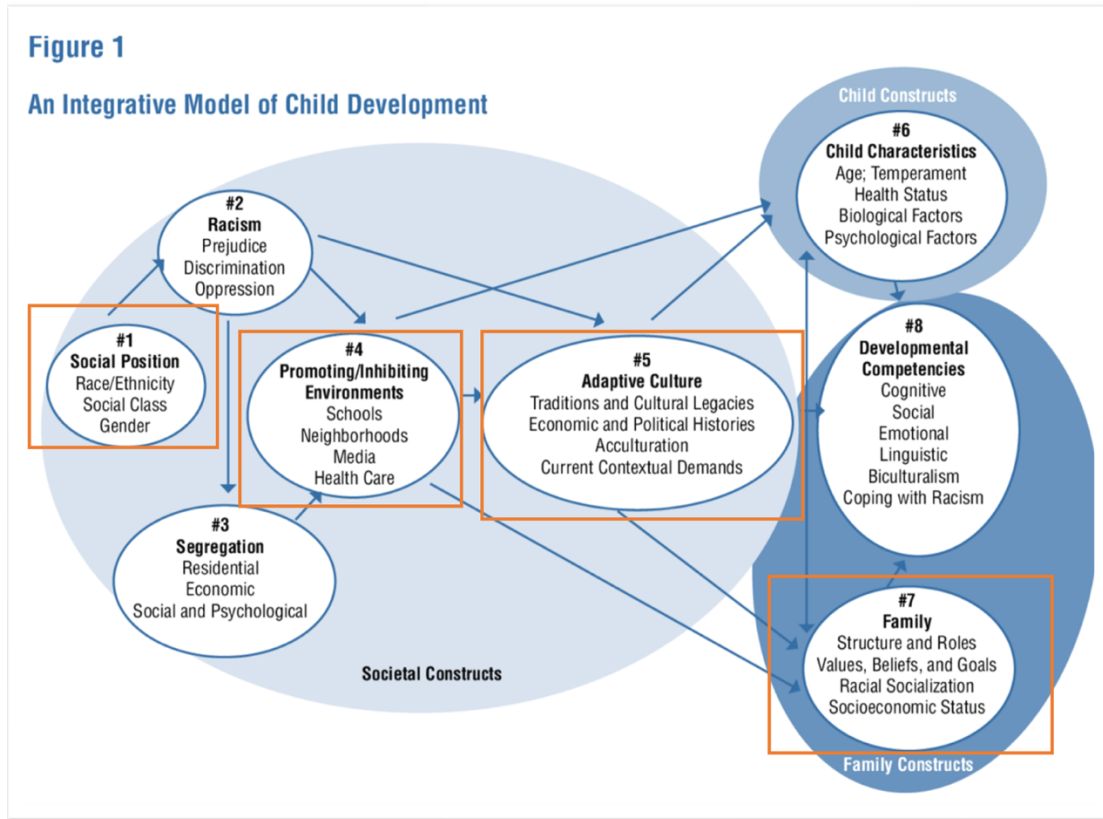 Figure 1
An Integrative Model of Child Development
#1
Social Position
Race/Ethnicity
Social Class
Gender
#2
Racism
Prejudice
Discrimination
Oppression
#3
Segregation
Residential
Economic
Social and Psychological
#4
Promoting/Inhibiting
Environments
Schools
Neighborhoods
Media
Health Care
#5
Adaptive Culture
Traditions and Cultural Legacies
Economic and Political Histories
Acculturation
Current Contextual Demands
Societal Constructs
Child Constructs
#6
Child Characteristics
Age; Temperament
Health Status
Biological Factors
Psychological Factors
#8
Developmental
Competencies
Cognitive
Social
Emotional
Linguistic
Biculturalism
Coping with Racism
#7
Family
Structure and Roles
Values, Beliefs, and Goals
Racial Socialization
Socioeconomic Status
Family Constructs